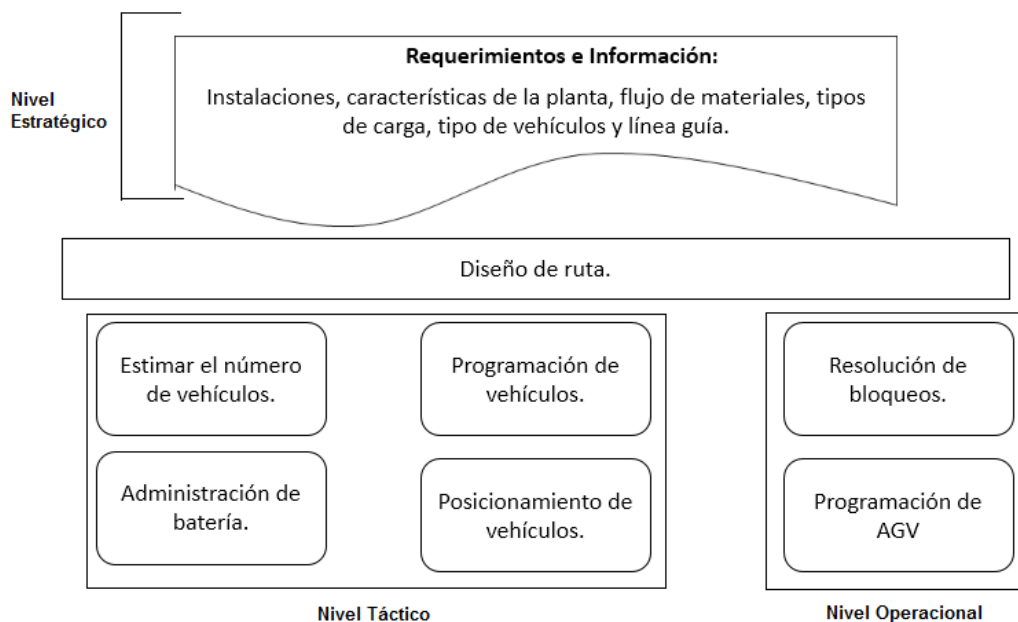 Nivel
Estratégico
Requerimientos e Información:
Instalaciones, características de la planta, flujo de materiales, tipos
de carga, tipo de vehículos y línea guía.
Diseño de ruta.
Estimar el número
de vehículos.
Programación de
vehículos.
Resolución de
bloqueos.
Administración de
batería.
Posicionamiento de
vehículos.
Programación de
AGV
Nivel Táctico
Nivel Operacional